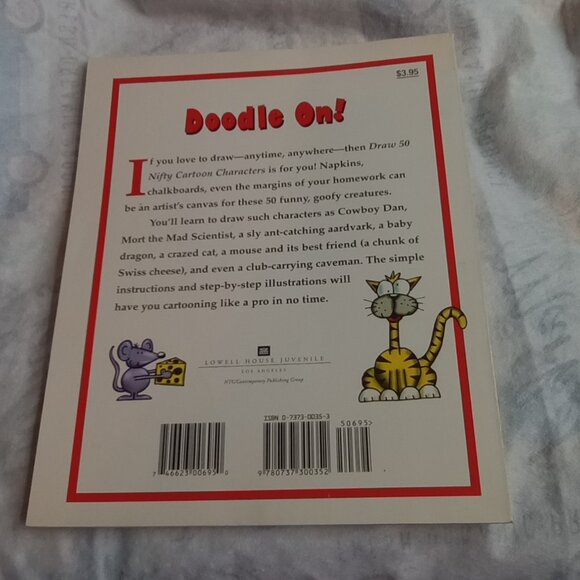 $3.95
Doodle On!
If you love to draw—anytime, anywhere—then Draw 50
Nifty Cartoon Characters is for you! Napkins,
chalkboards, even the margins of your homework can
be an artist's canvas for these 50 funny, goofy creatures.
You'll learn to draw such characters as Cowboy Dan,
Mort the Mad Scientist, a sly ant-catching aardvark, a baby
dragon, a crazed cat, a mouse and its best friend (a chunk of
Swiss cheese), and even a club-carrying caveman. The simple
instructions and step-by-step illustrations will
have you cartooning like a pro in no time.
LOWELL HOUSE JUVENILE
LOS ANGELES
NTC/Contemporary Publishing Group
ISBN 0-7373-0035-3
50695>
7 46623 00695 0
9 780737 300352